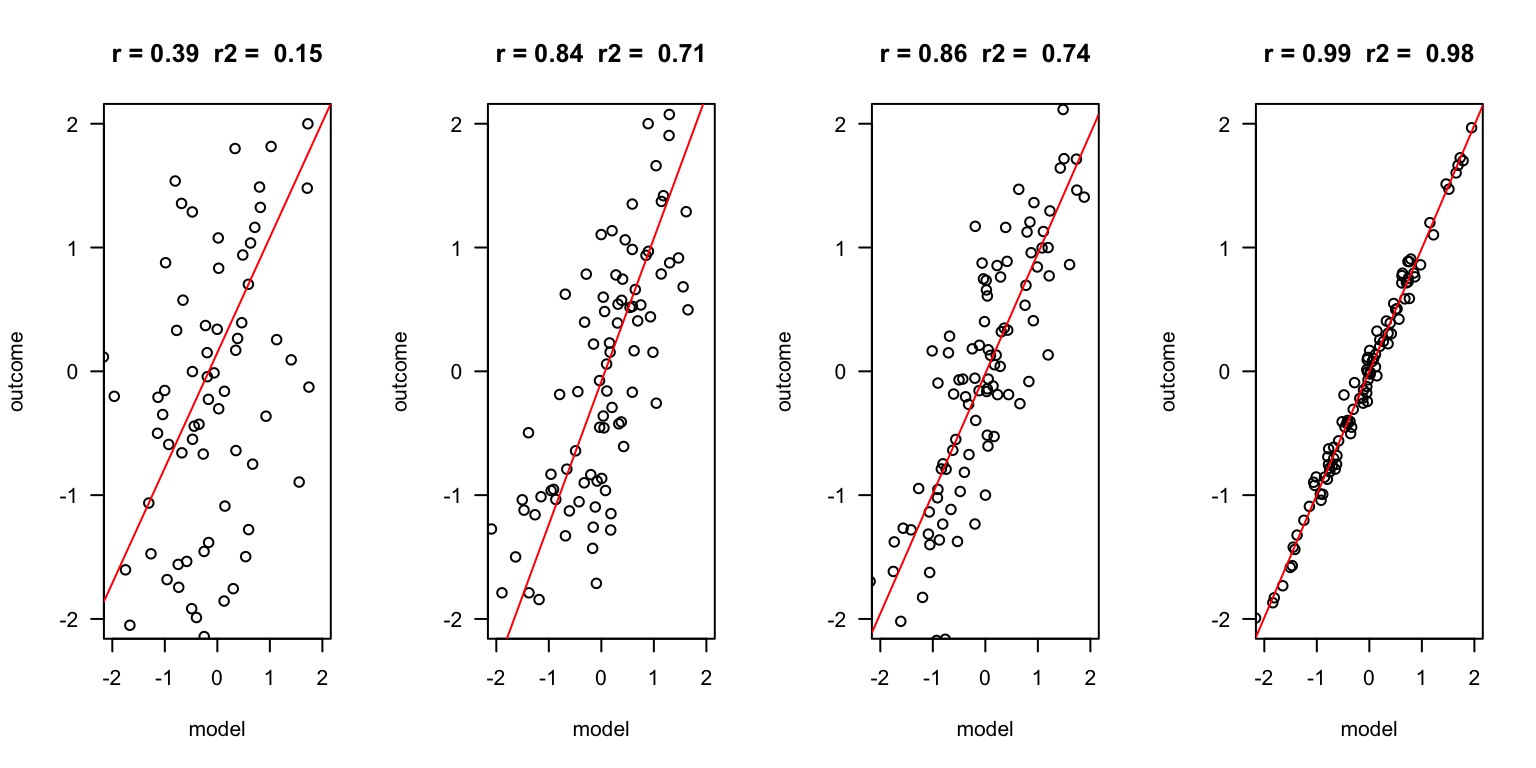 r = 0.39  r2 =  0.15
2
1
0
-1
-2
outcome
-2 -1 0 1 2
model
r = 0.84  r2 =  0.71
2
1
0
-1
-2
outcome
-2 -1 0 1 2
model
r = 0.86  r2 =  0.74
2
1
0
-1
-2
outcome
-2 -1 0 1 2
model
r = 0.99  r2 =  0.98
2
1
0
-1
-2
outcome
-2 -1 0 1 2
model